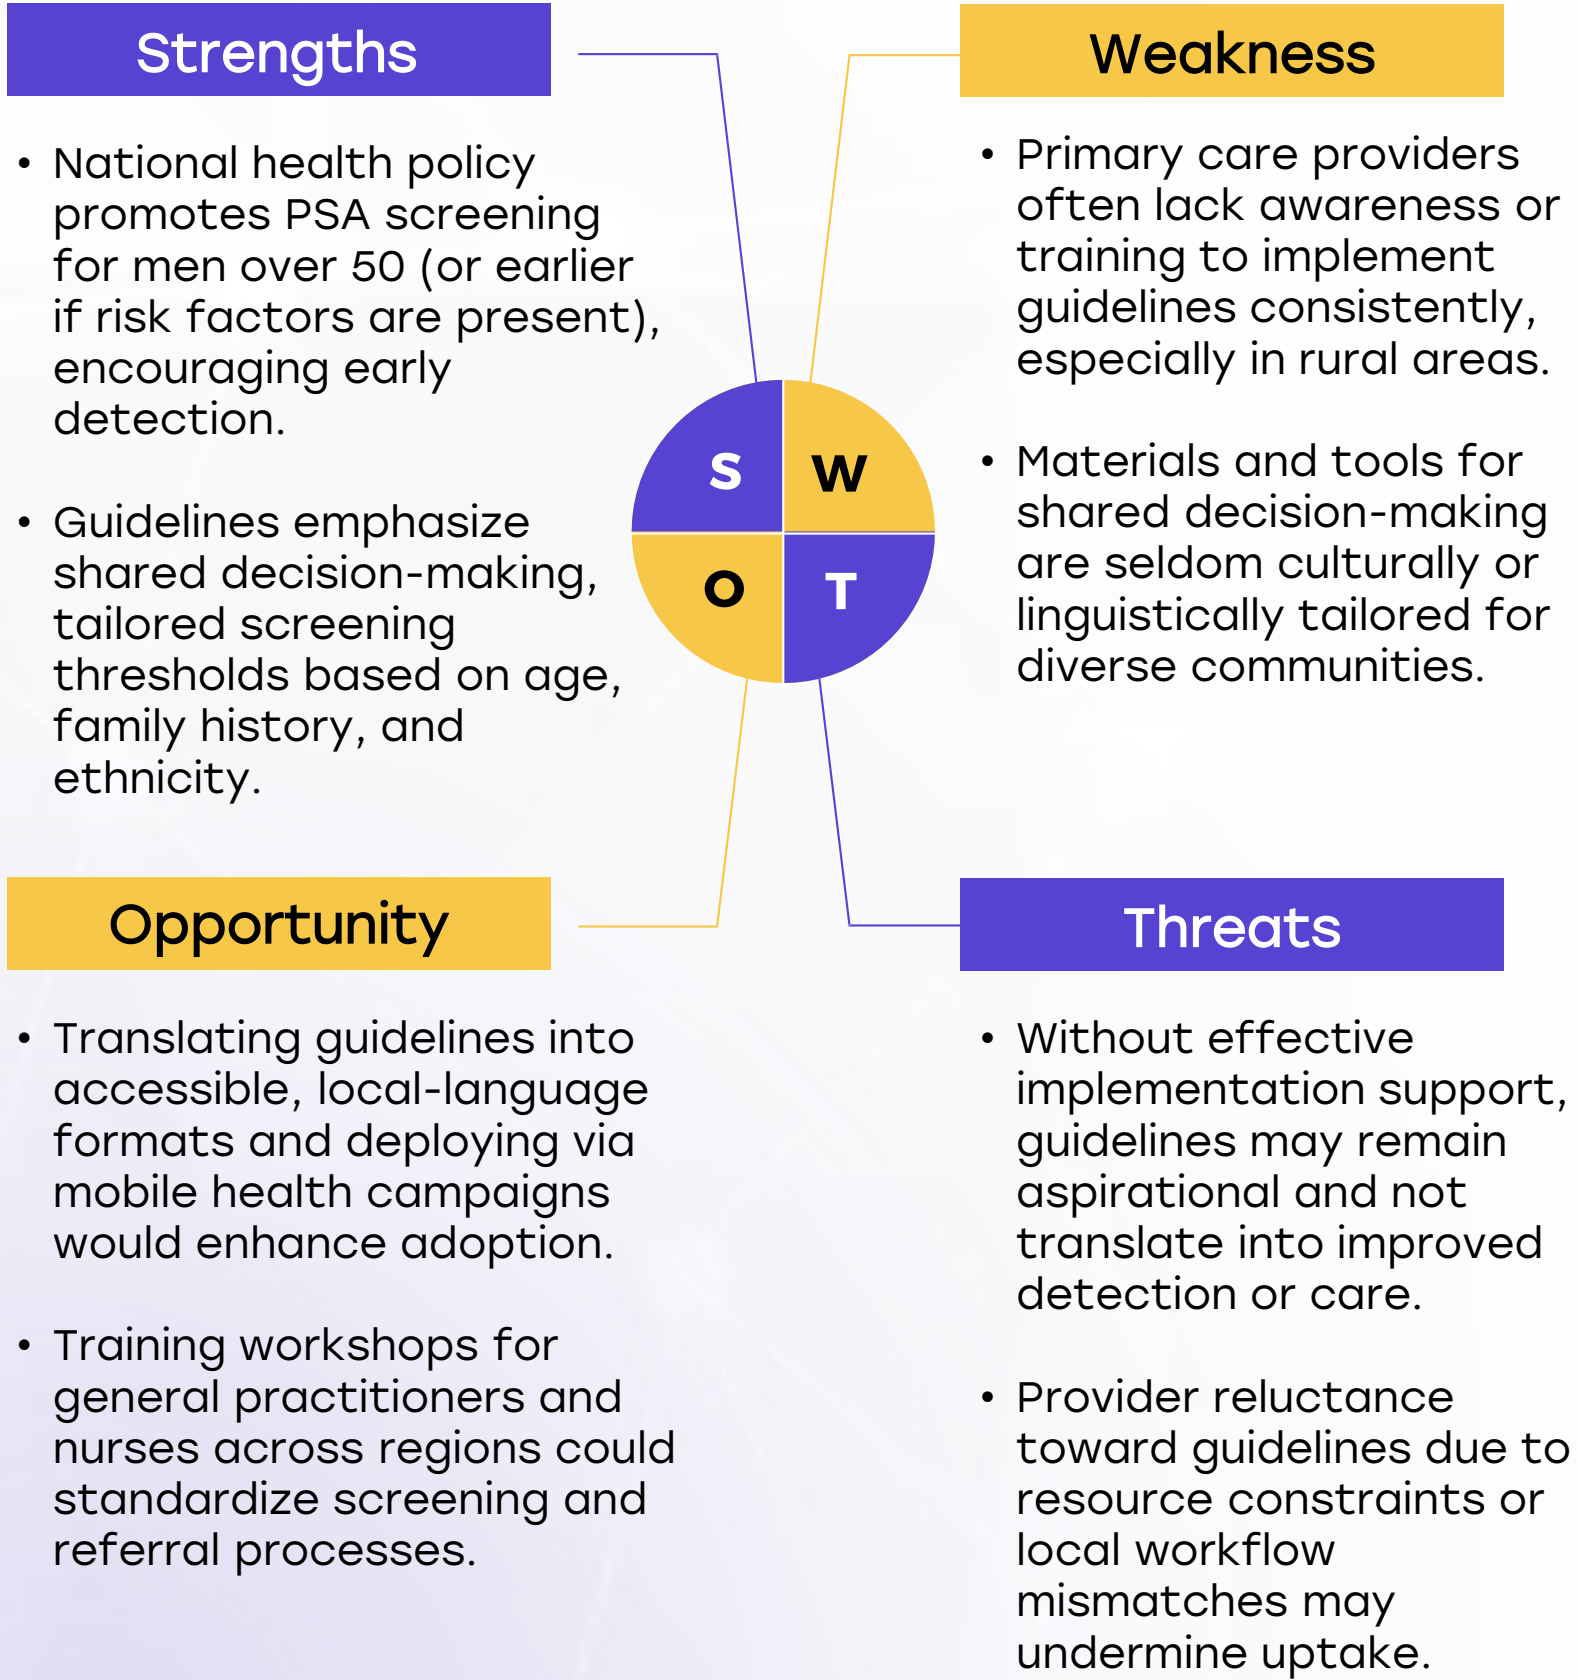 Strengths
• National health policy
promotes PSA screening
for men over 50 (or earlier
if risk factors are present),
encouraging early
detection.
• Guidelines emphasize
shared decision-making,
tailored screening
thresholds based on age,
family history, and
ethnicity.
Weakness
• Primary care providers
often lack awareness or
training to implement
guidelines consistently,
especially in rural areas.
• Materials and tools for
shared decision-making
are seldom culturally or
linguistically tailored for
diverse communities.
S
W
O
T
Opportunity
• Translating guidelines into
accessible, local-language
formats and deploying via
mobile health campaigns
would enhance adoption.
• Training workshops for
general practitioners and
nurses across regions could
standardize screening and
referral processes.
Threats
• Without effective
implementation support,
guidelines may remain
aspirational and not
translate into improved
detection or care.
• Provider reluctance
toward guidelines due to
resource constraints or
local workflow
mismatches may
undermine uptake.